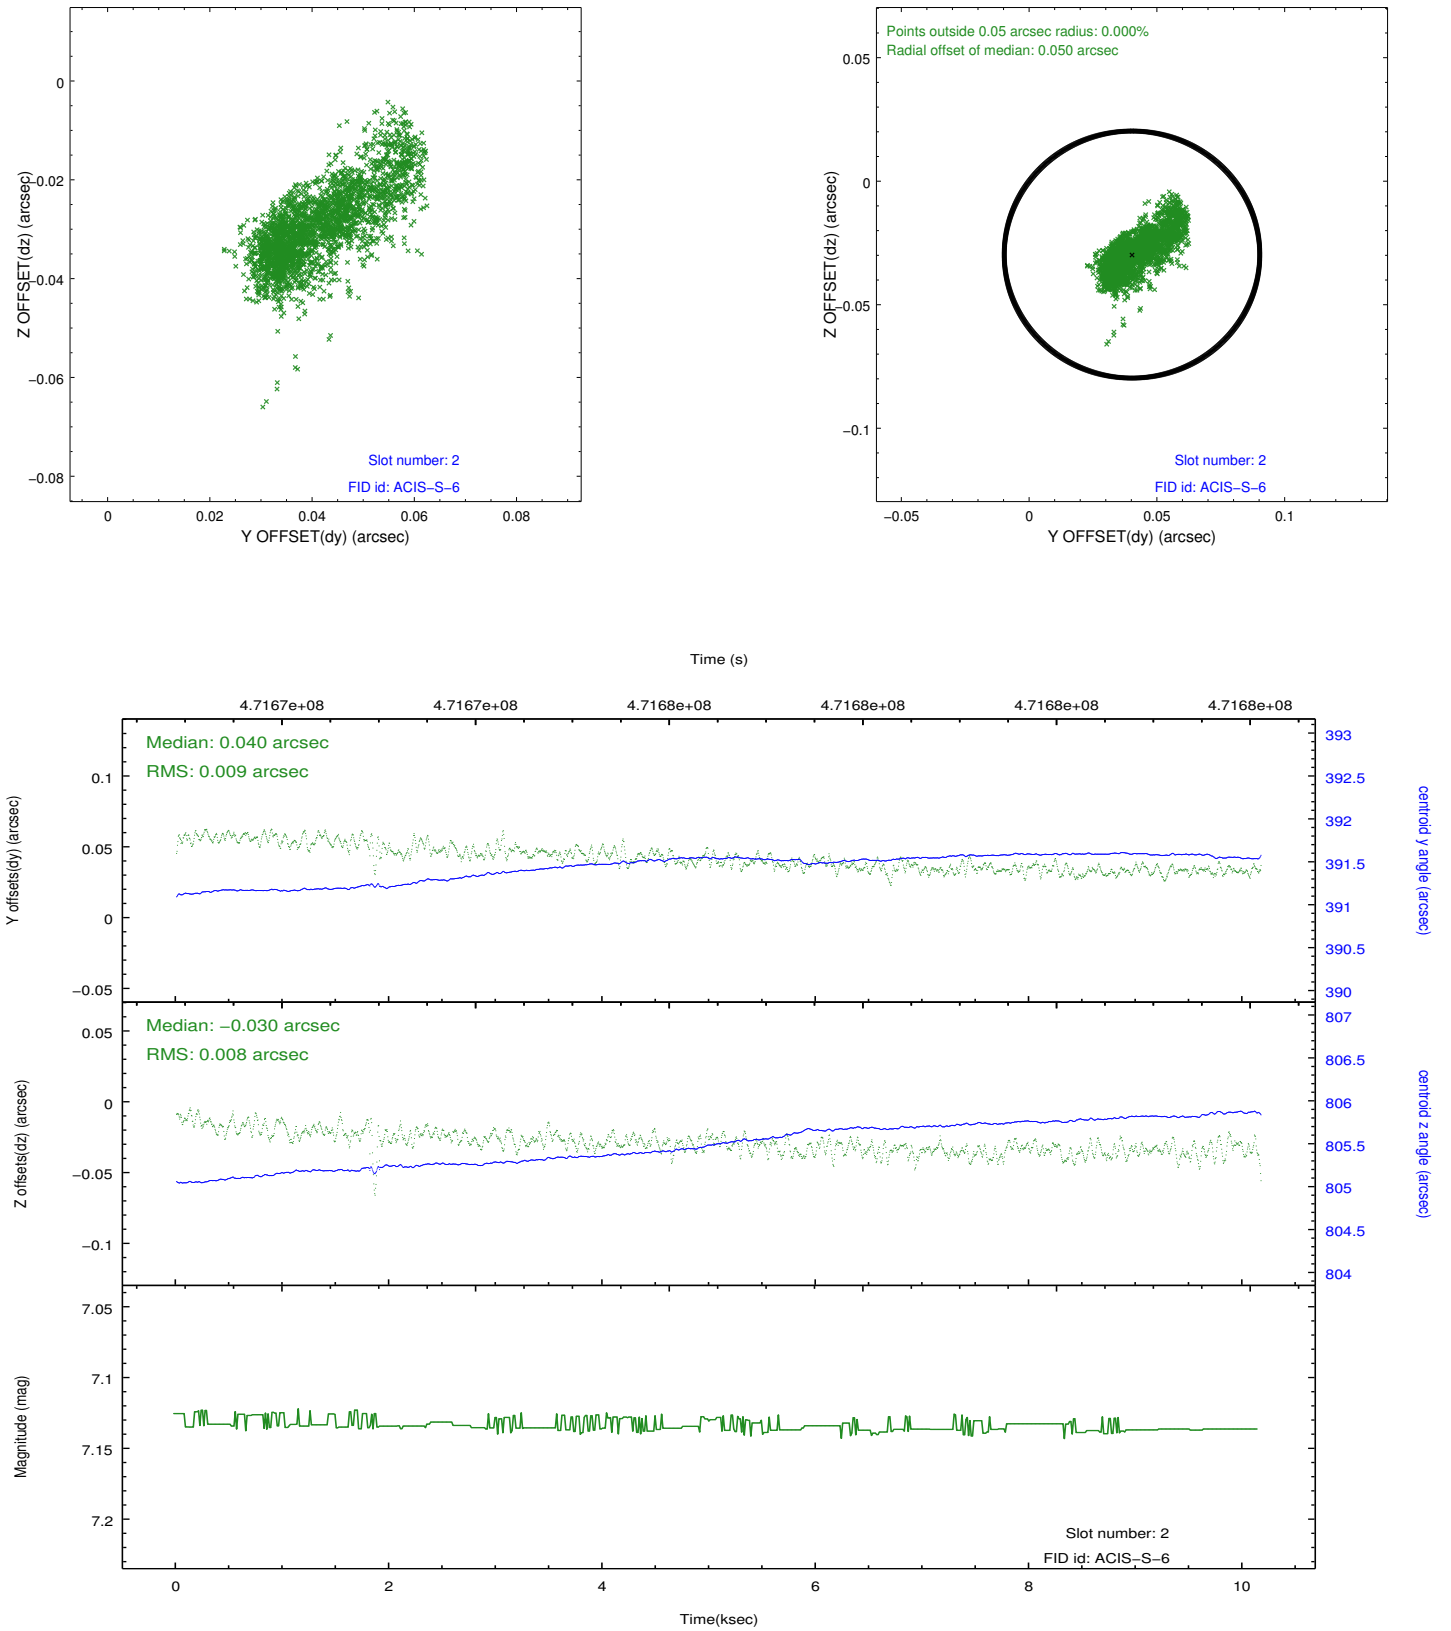 0
−0.02
−0.04
−0.06
−0.08
Z OFFSET(dz) (arcsec)
Slot number: 2
FID id: ACIS−S−6
0 0.02 0.04 0.06 0.08
Y OFFSET(dy) (arcsec)
Points outside 0.05 arcsec radius: 0.000%
Radial offset of median: 0.050 arcsec
0.05
0
−0.05
−0.1
Z OFFSET(dz) (arcsec)
Slot number: 2
FID id: ACIS−S−6
−0.05 0 0.05 0.1
Y OFFSET(dy) (arcsec)
Time (s)
4.7167e+08 4.7167e+08 4.7168e+08 4.7168e+08 4.7168e+08 4.7168e+08
Median: 0.040 arcsec
RMS: 0.009 arcsec
0.1
0.05
0
−0.05
Y offsets(dy) (arcsec)
393
392.5
392
391.5
391
390.5
390
centroid y angle (arcsec)
Median: −0.030 arcsec
RMS: 0.008 arcsec
0.05
0
−0.05
−0.1
Z offsets(dz) (arcsec)
807
806.5
806
805.5
805
804.5
804
centroid z angle (arcsec)
7.05
7.1
7.15
7.2
Magnitude (mag)
Slot number: 2
FID id: ACIS−S−6
0 2 4 6 8 10
Time(ksec)